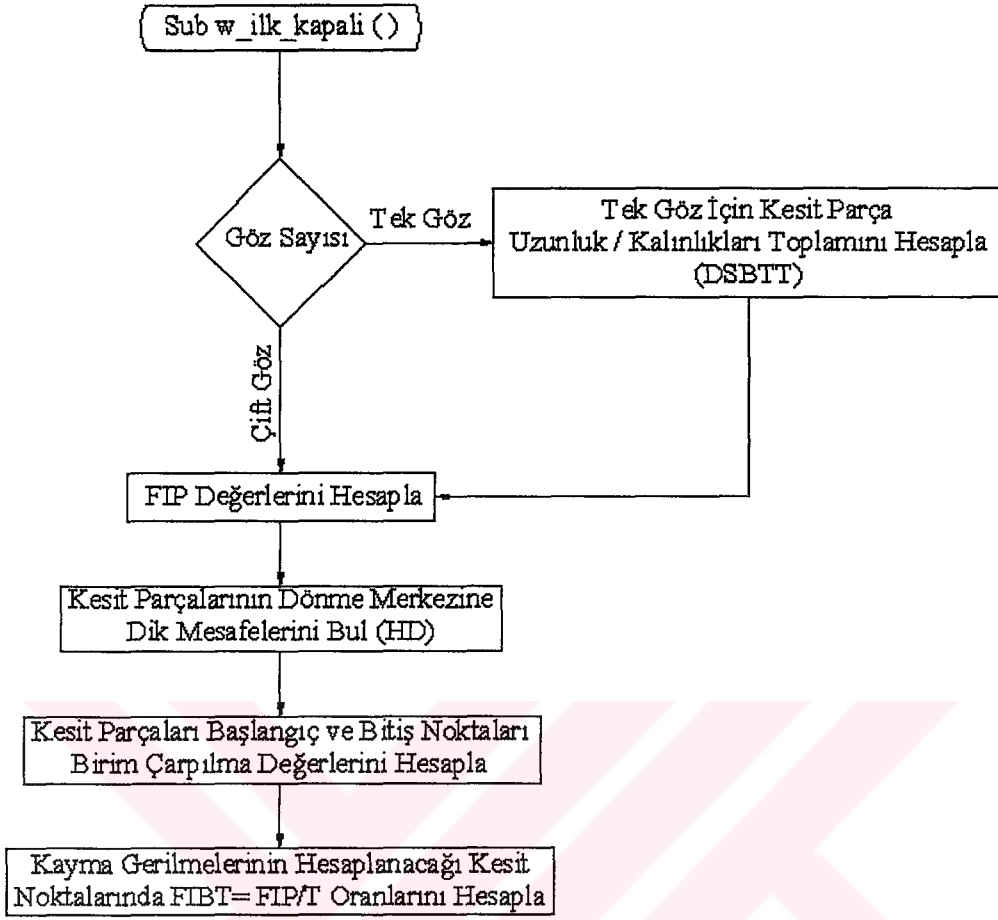 Sub w_ilk_kapali ()
Göz Sayısı
Tek Göz
Tek Göz İçin Kesit Parça
Uzunluk / Kalınlıkları Toplamını Hesapla
(DSBTT)
Çift Göz
FIP Değerlerini Hesapla
Kesit Parçalarının Dönme Merkezine
Dik Mesafelerini Bul (HD)
Kesit Parçaları Başlangıç ve Bitiş Noktaları
Birim Çarpılma Değerlerini Hesapla
Kayma Gerilmelerinin Hesaplanacağı Kesit
Noktalarında FIBT= FIP/T Oranlarını Hesapla